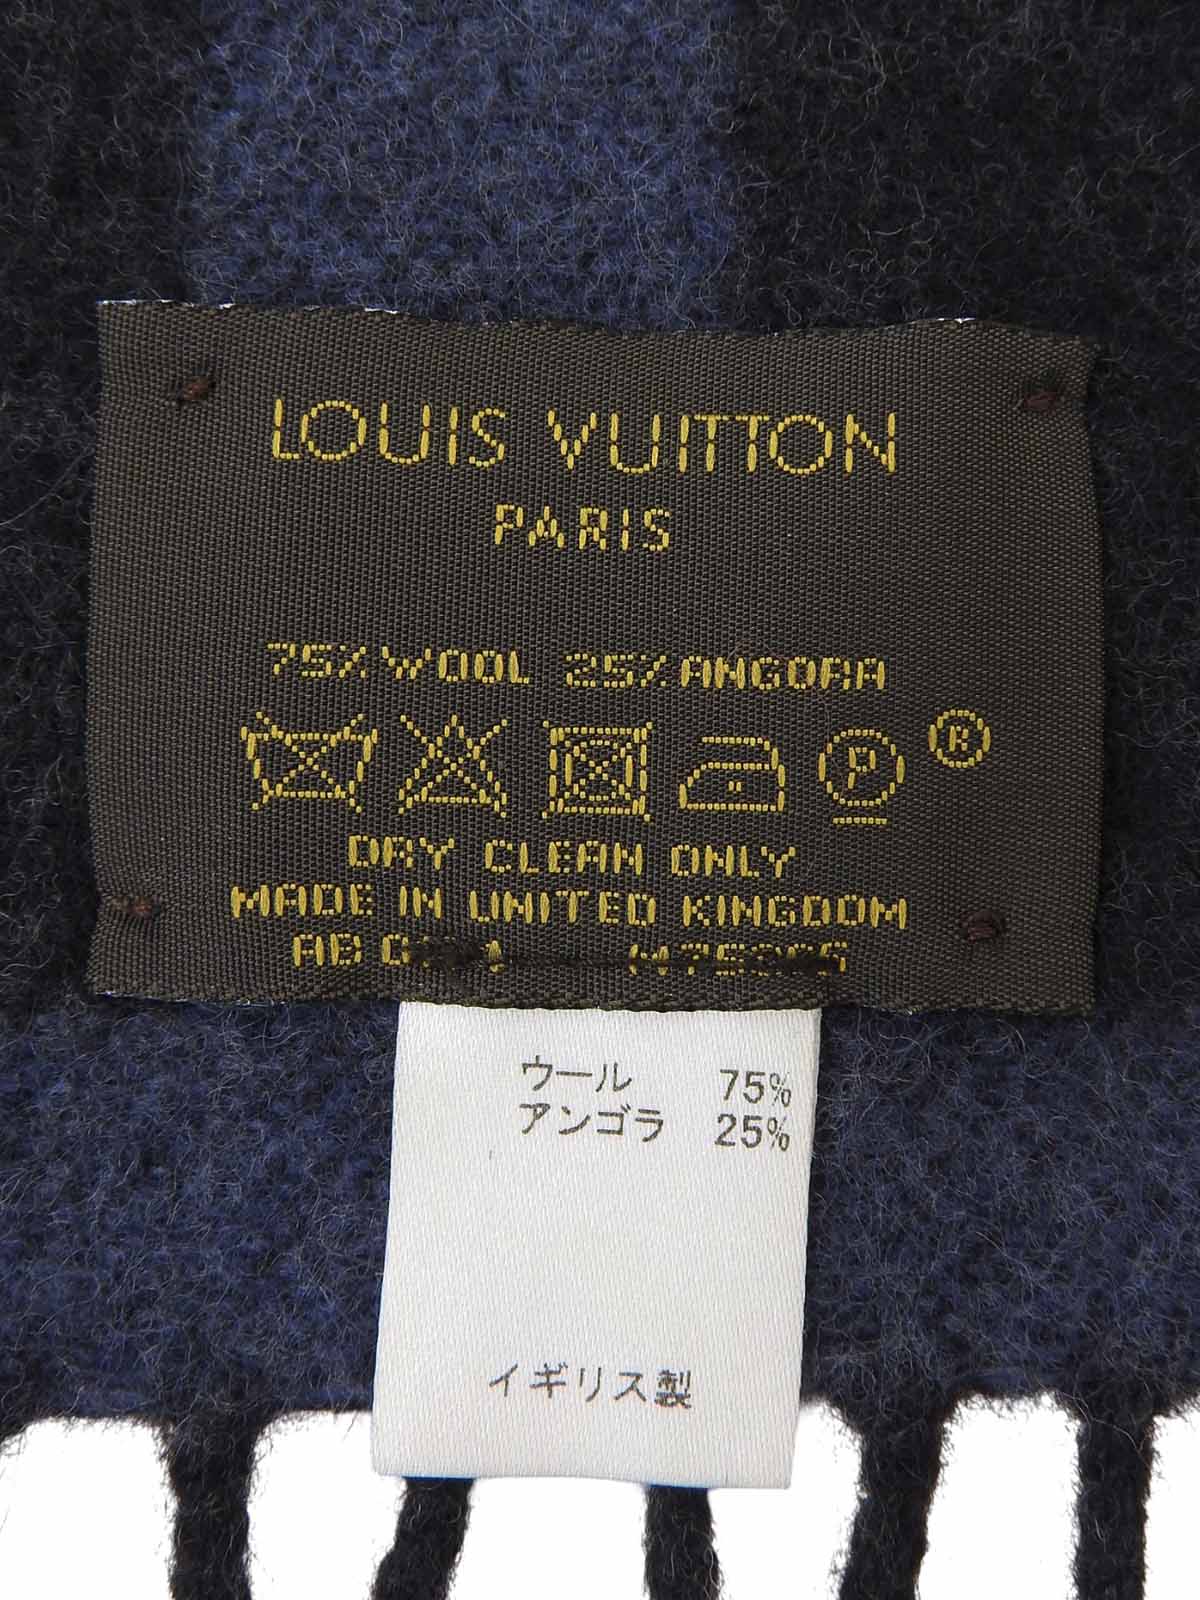 LOUIS VUITTON
PARIS
75% WOOL 25% ANGORA
P ®
DRY CLEAN ONLY
MADE IN UNITED KINGDOM
AB
ウール 75%
アンゴラ 25%
イギリス製